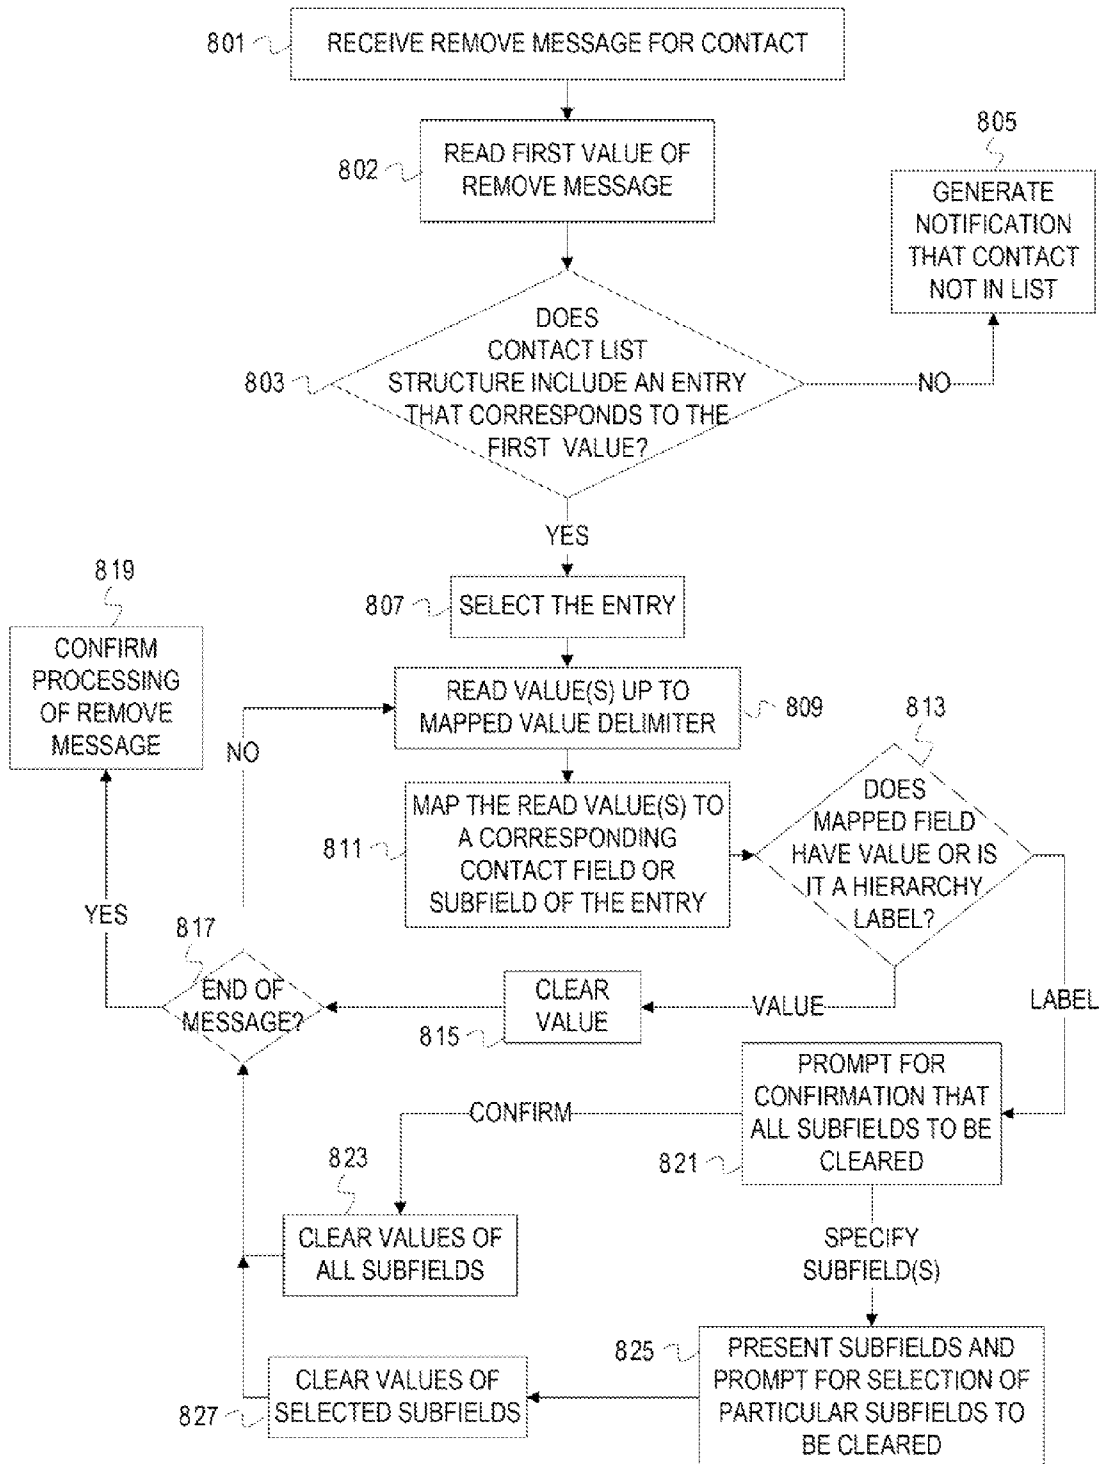 801
RECEIVE REMOVE MESSAGE FOR CONTACT
802
READ FIRST VALUE OF
REMOVE MESSAGE
805
GENERATE
NOTIFICATION
THAT CONTACT
NOT IN LIST
803
DOES
CONTACT LIST
STRUCTURE INCLUDE AN ENTRY
THAT CORRESPONDS TO THE
FIRST VALUE?
NO
YES
807
SELECT THE ENTRY
819
CONFIRM
PROCESSING
OF REMOVE
MESSAGE
READ VALUE(S) UP TO
MAPPED VALUE DELIMITER
809
NO
811
MAP THE READ VALUE(S) TO
A CORRESPONDING
CONTACT FIELD OR
SUBFIELD OF THE ENTRY
813
DOES
MAPPED FIELD
HAVE VALUE OR IS
IT A HIERARCHY
LABEL?
YES
817
END OF
MESSAGE?
CLEAR
VALUE
815
VALUE
LABEL
PROMPT FOR
CONFIRMATION THAT
ALL SUBFIELDS TO BE
CLEARED
821
CONFIRM
823
CLEAR VALUES OF
ALL SUBFIELDS
SPECIFY
SUBFIELD(S)
825
PRESENT SUBFIELDS AND
PROMPT FOR SELECTION OF
PARTICULAR SUBFIELDS TO
BE CLEARED
CLEAR VALUES OF
SELECTED SUBFIELDS
827